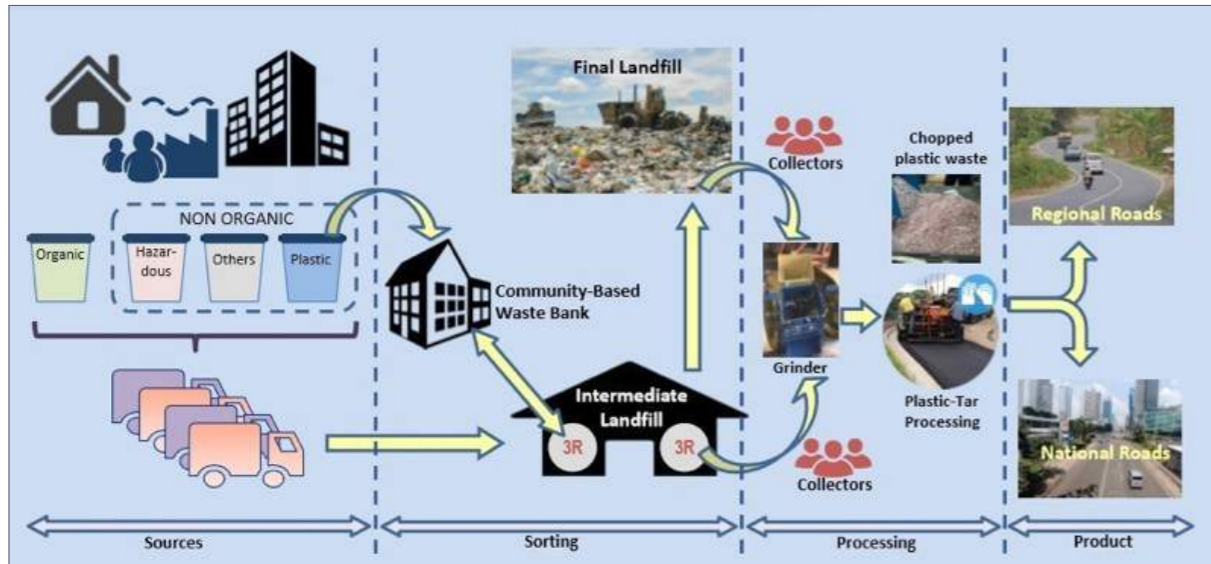 NON ORGANIC
Organic
Hazar-
dous
Others
Plastic
Community-Based
Waste Bank
Final Landfill
Intermediate
Landfill
3R
3R
Collectors
Grinder
Collectors
Chopped
plastic waste
Plastic-Tar
Processing
Regional Roads
National Roads
Sources
Sorting
Processing
Product